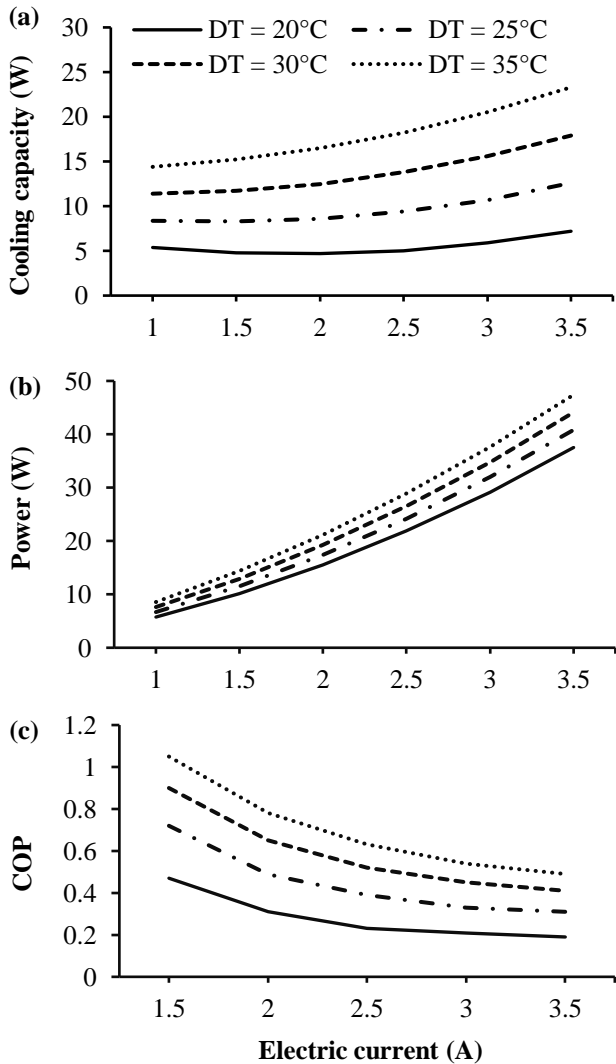 (a)
Cooling capacity (W)
30
25
20
15
10
5
0
DT = 20°C
DT = 25°C
DT = 30°C
DT = 35°C
1 1.5 2 2.5 3 3.5
(b)
Power (W)
50
40
30
20
10
0
1 1.5 2 2.5 3 3.5
(c)
COP
1.2
1
0.8
0.6
0.4
0.2
0
1.5 2 2.5 3 3.5
Electric current (A)